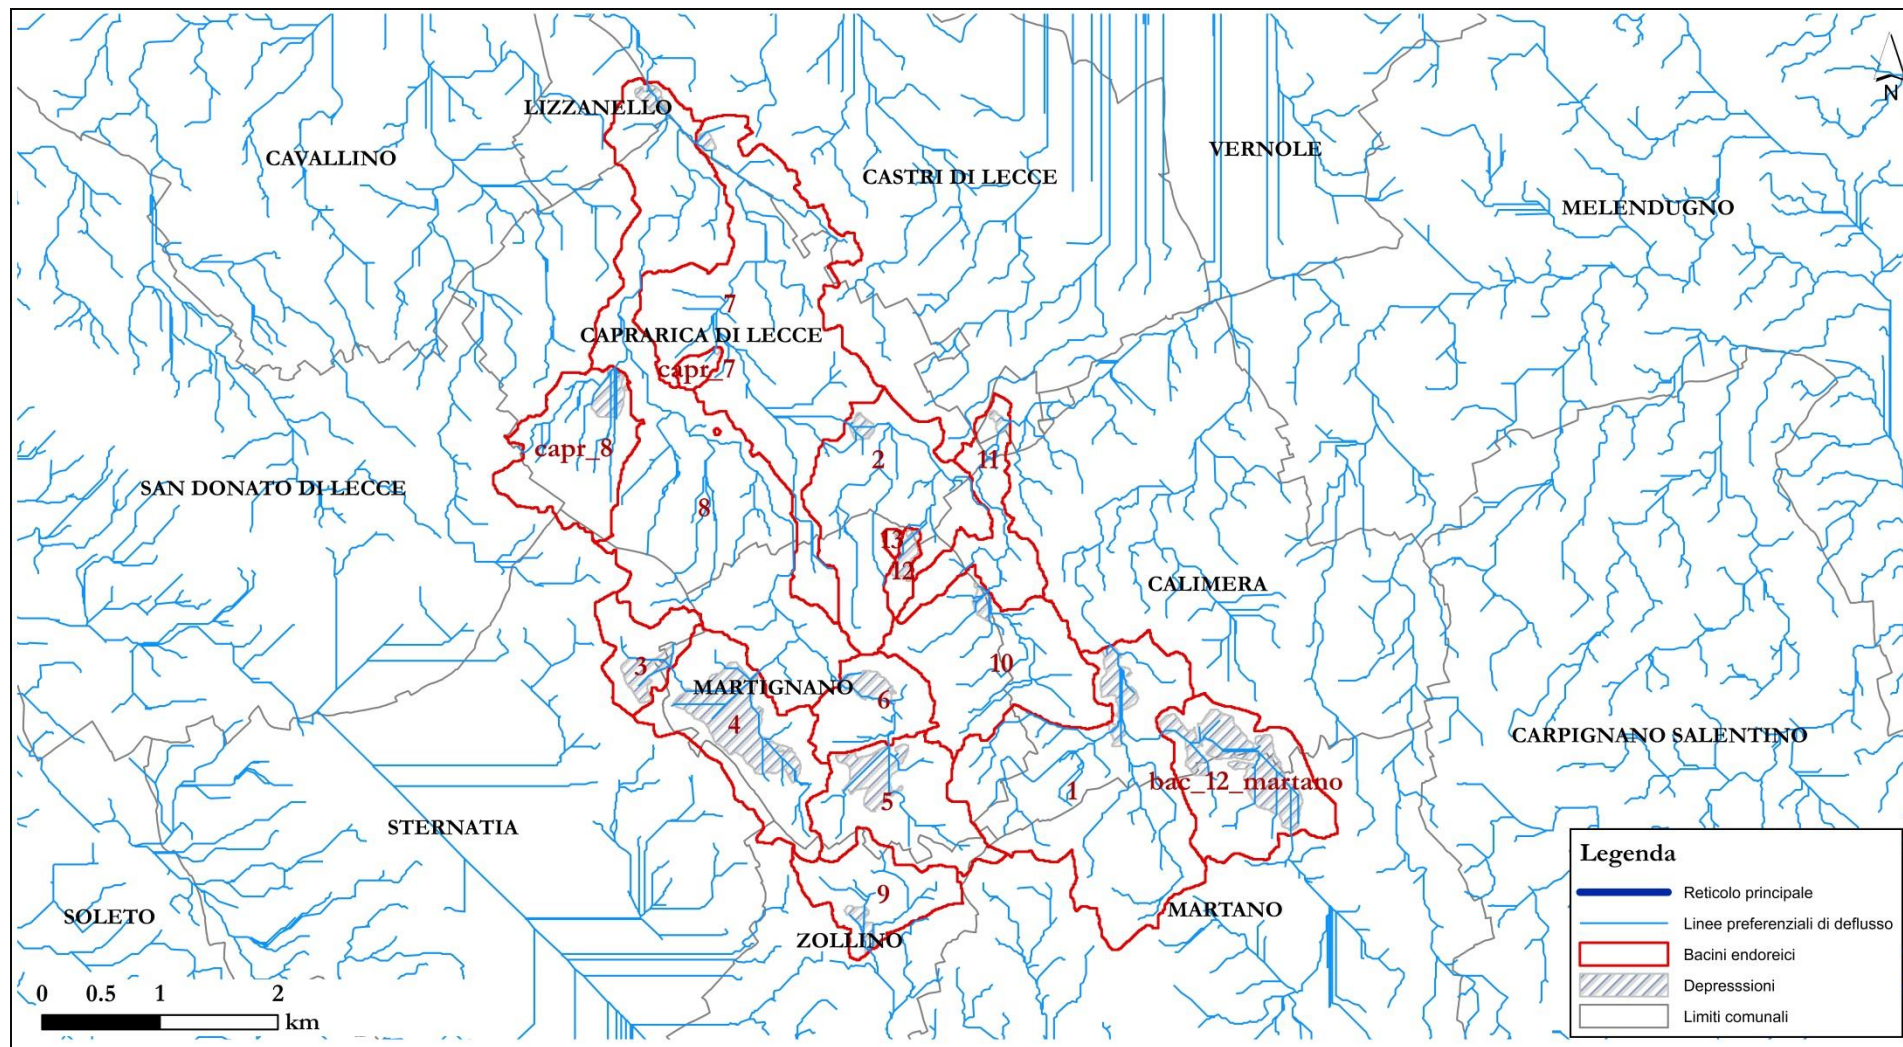 N
LIZZANELLO
CAVALLINO
VERNOLE
CASTRI DI LECCE
MELENDUGNO
7
CAPRARICA DI LECCE
capr_7
capr_8
2
11
SAN DONATO DI LECCE
8
13
12
CALIMERA
3
10
MARTIGNANO
6
4
CARPIGNANO SALENTINO
bac_12_martano
1
5
STERNATIA
9
SOLETO
MARTANO
ZOLLINO
0 0.5 1 2
km
Legenda
Reticolo principale
Linee preferenziali di deflusso
Bacini endoreici
Depresssioni
Limiti comunali